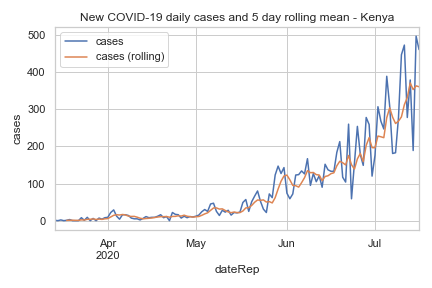 New COVID-19 daily cases and 5 day rolling mean - Kenya
cases
cases (rolling)
500
400
300
200
100
0
cases
Apr
2020
May
Jun
Jul
dateRep